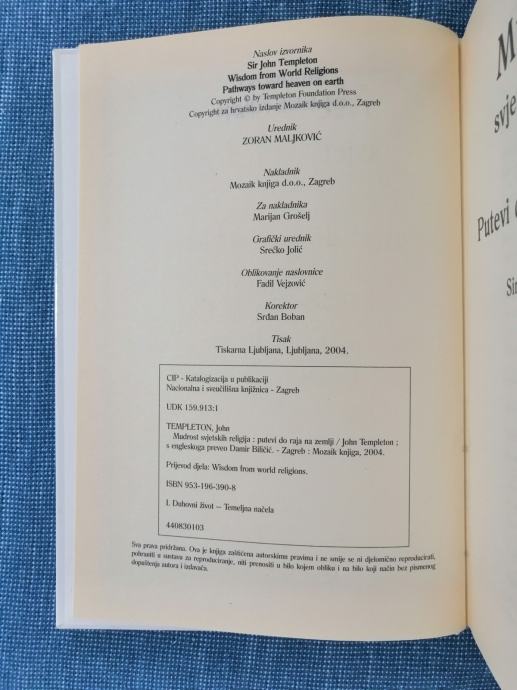 Naslov izvornika
Sir John Templeton
Wisdom from World Religions
Pathways toward heaven on earth
Copyright © by Templeton Foundation Press
Copyright za hrvatsko izdanje Mozaik knjiga d.o.o., Zagreb
Urednik
ZORAN MALJKOVIĆ
Nakladnik
Mozaik knjiga d.o.o., Zagreb
Za nakladnika
Marijan Grošelj
Grafički urednik
Srećko Jolić
Oblikovanje naslovnice
Fadil Vejzović
Korektor
Srđan Boban
Tisak
Tiskarna Ljubljana, Ljubljana, 2004.
CIP - Katalogizacija u publikaciji
Nacionalna i sveučilišna knjižnica - Zagreb
UDK 159.913:1
TEMPLETON, John
Mudrost svjetskih religija : putevi do raja na zemlji / John Templeton ;
s engleskoga preveo Damir Biličić. - Zagreb : Mozaik knjiga, 2004.
Prijevod djela: Wisdom from world religions.
ISBN 953-196-390-8
I. Duhovni život -- Temeljna načela
440830103
Sva prava pridržana. Ova je knjiga zaštićena autorskim pravima i ne smije se ni djelomično reproducirati,
pohraniti u sustavu za reproduciranje, niti prenositi u bilo kojem obliku i na bilo koji način bez pismenog
dopuštenja autora i izdavača.
M
svje
Putevi
Sir